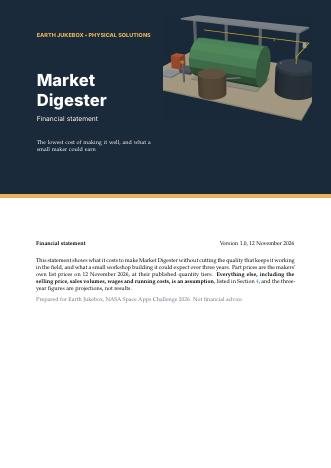 EARTH JUKEBOX • PHYSICAL SOLUTIONS
Market
Digester
Financial statement
The lowest cost of making it well, and what a
small maker could earn
Financial statement
Version 1.0, 12 November 2026
This statement shows what it costs to make Market Digester without cutting the quality that keeps it working
in the field, and what a small workshop building it could expect over three years. Part prices are the makers'
own list prices on 12 November 2026, at their published quantity tiers. Everything else, including the
selling price, sales volumes, wages and running costs, is an assumption, listed in Section 4, and the three-
year figures are projections, not results.
Prepared for Earth Jukebox, NASA Space Apps Challenge 2026. Not financial advice.